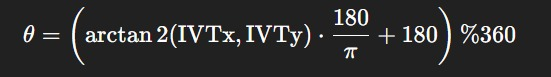 θ = (arctan 2(IVTx, IVTy) · 180/π + 180) %360